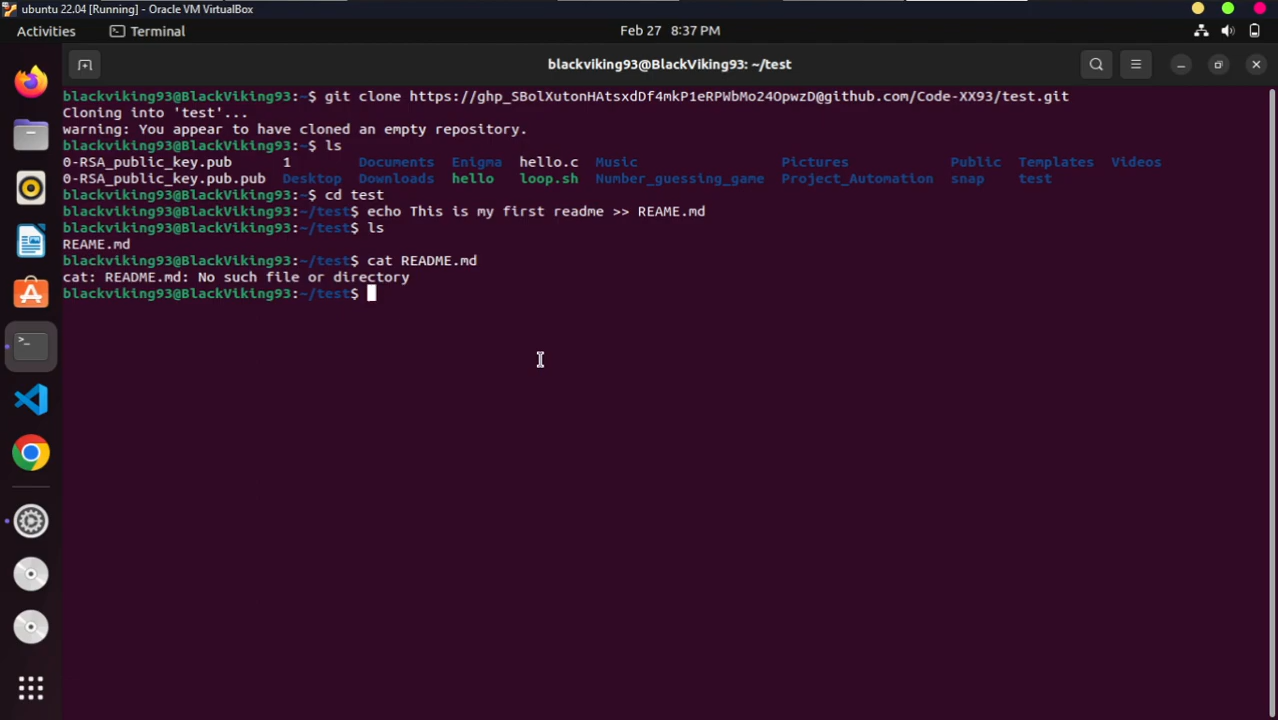 ubuntu 22.04 [Running] - Oracle VM VirtualBox
Activities Terminal Feb 27 8:37 PM
blackviking93@BlackViking93: ~/test
blackviking93@BlackViking93:~$ git clone https://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@github.com/Code-XX93/test.git
Cloning into 'test'...
warning: You appear to have cloned an empty repository.
blackviking93@BlackViking93:~$ ls
0-RSA_public_key.pub 1 Documents Enigma hello.c Music Pictures Public Templates Videos
0-RSA_public_key.pub.pub Desktop Downloads hello loop.sh Number_guessing_game Project_Automation snap test
blackviking93@BlackViking93:~$ cd test
blackviking93@BlackViking93:~/test$ echo This is my first readme >> REAME.md
blackviking93@BlackViking93:~/test$ ls
REAME.md
blackviking93@BlackViking93:~/test$ cat README.md
cat: README.md: No such file or directory
blackviking93@BlackViking93:~/test$